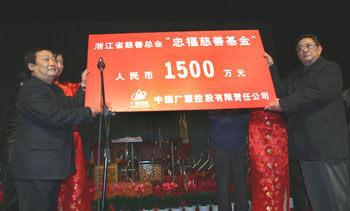 浙江省慈善总会“忠福慈善基金”
人民币 1500 万元
中国广厦控股有限责任公司